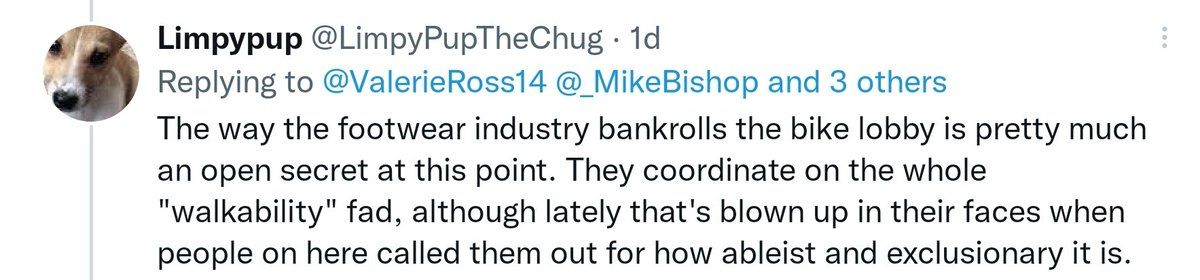 Limpypup @LimpyPupTheChug · 1d
Replying to @ValerieRoss14 @_MikeBishop and 3 others
The way the footwear industry bankrolls the bike lobby is pretty much
an open secret at this point. They coordinate on the whole
"walkability" fad, although lately that's blown up in their faces when
people on here called them out for how ableist and exclusionary it is.